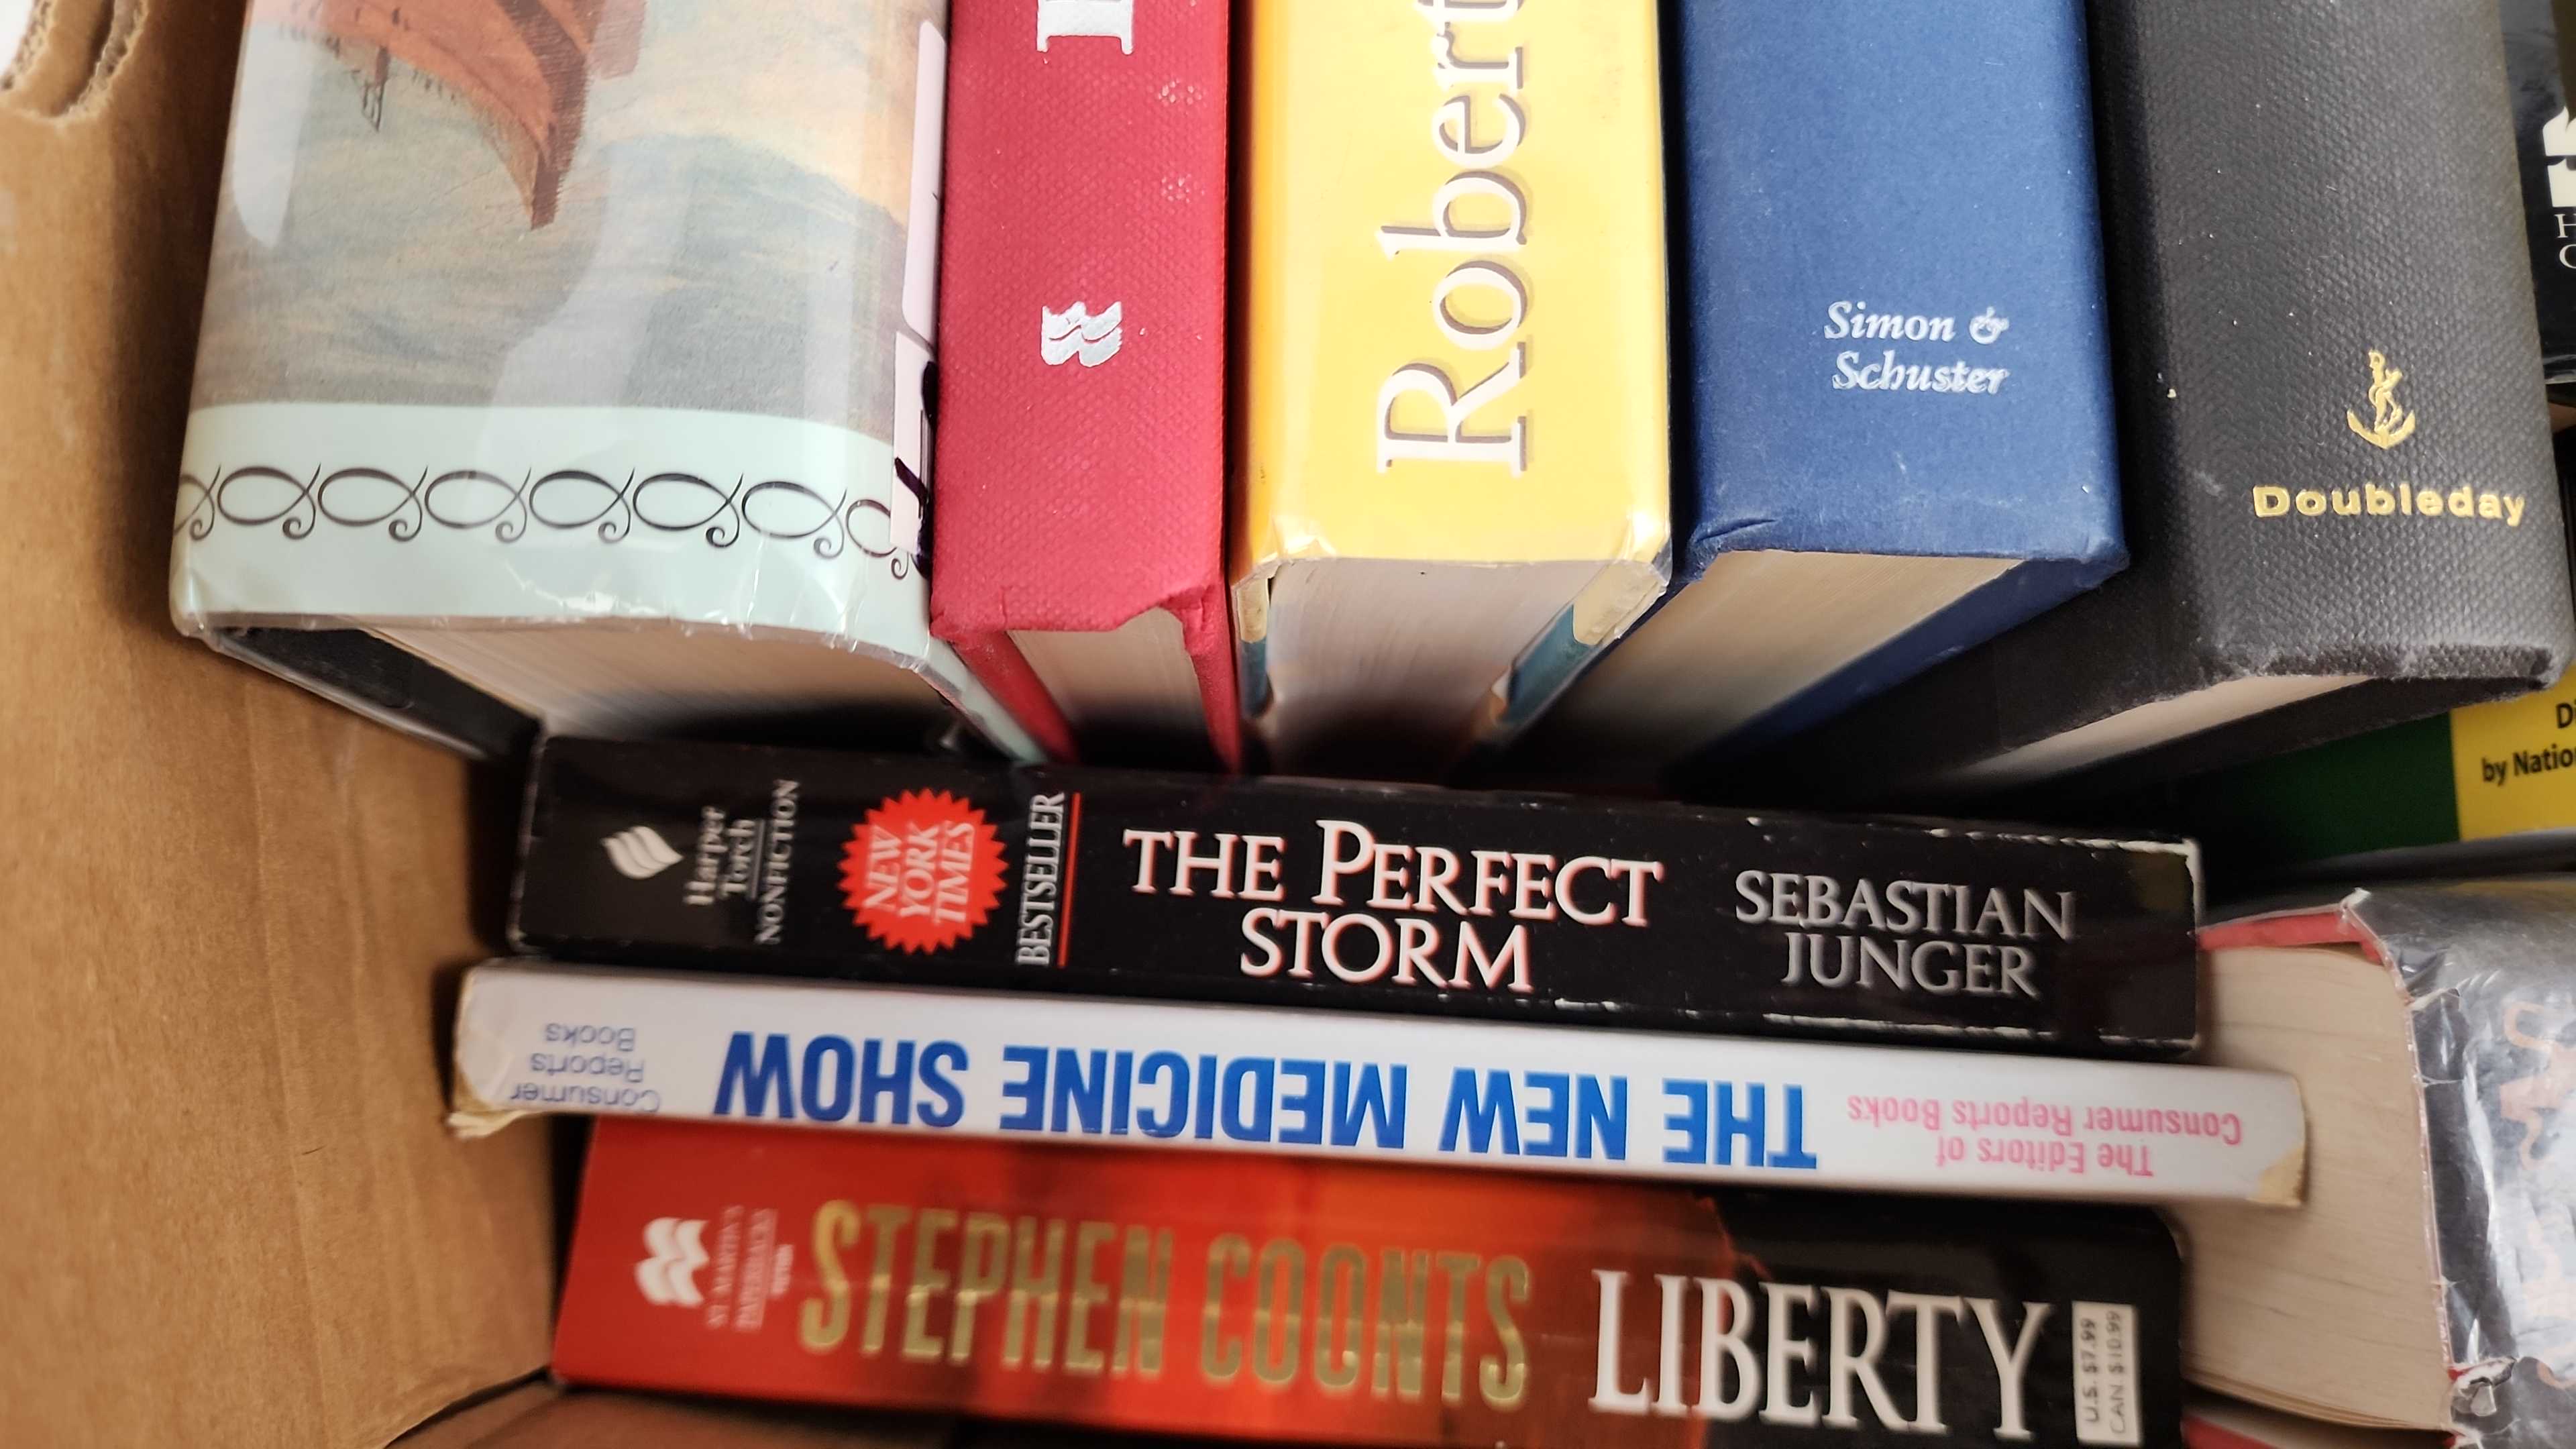 Robert
Simon &
Schuster
Doubleday
by Natio
Harper
Torch
NONFICTION
NEW
YORK
TIMES
BESTSELLER
THE PERFECT
STORM
SEBASTIAN
JUNGER
The Editors of
Consumer Reports Books
THE NEW MEDICINE SHOW
Consumer
Reports
Books
ST. MARTIN'S
PAPERBACKS
STEPHEN COONTS
LIBERTY
U.S. $7.99
CAN. $10.99